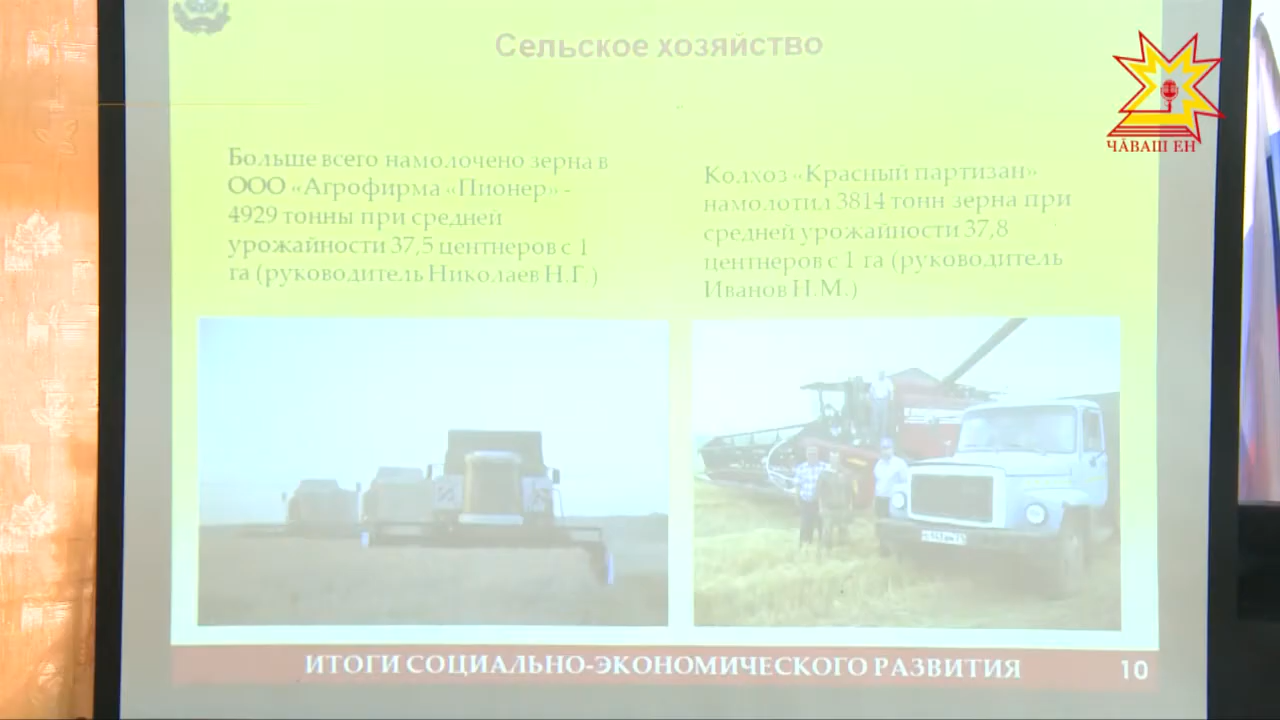 Сельское хозяйство
ЧӐВАШ ЕН
Больше всего намолочено зерна в
ООО «Агрофирма «Пионер» -
4929 тонны при средней
урожайности 37,5 центнеров с 1
га (руководитель Николаев Н.Г.)
Колхоз «Красный партизан»
намолотил 3814 тонн зерна при
средней урожайности 37,8
центнеров с 1 га (руководитель
Иванов Н.М.)
ИТОГИ СОЦИАЛЬНО-ЭКОНОМИЧЕСКОГО РАЗВИТИЯ 10